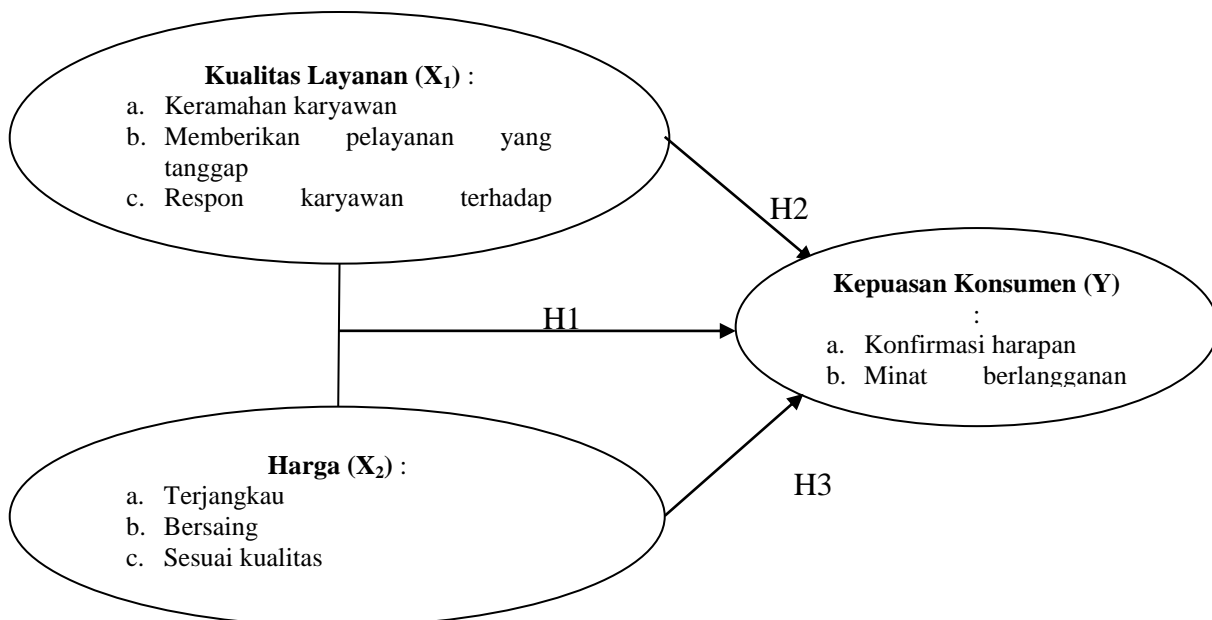 Kualitas Layanan (X₁) :
a. Keramahan karyawan
b. Memberikan pelayanan yang
tanggap
c. Respon karyawan terhadap
H2
Kepuasan Konsumen (Y)
:
a. Konfirmasi harapan
b. Minat berlangganan
H1
Harga (X₂) :
a. Terjangkau
b. Bersaing
c. Sesuai kualitas
H3